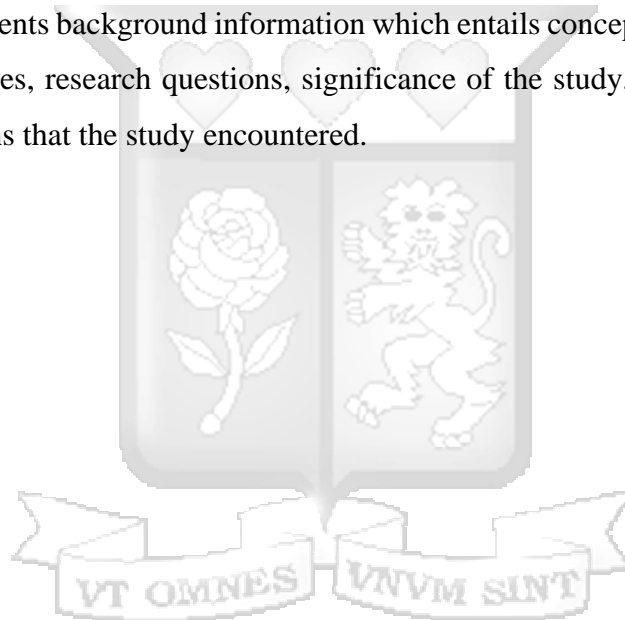 ents background information which entails concep
es, research questions, significance of the study.
ns that the study encountered.
VT OMNES VNVM SINT